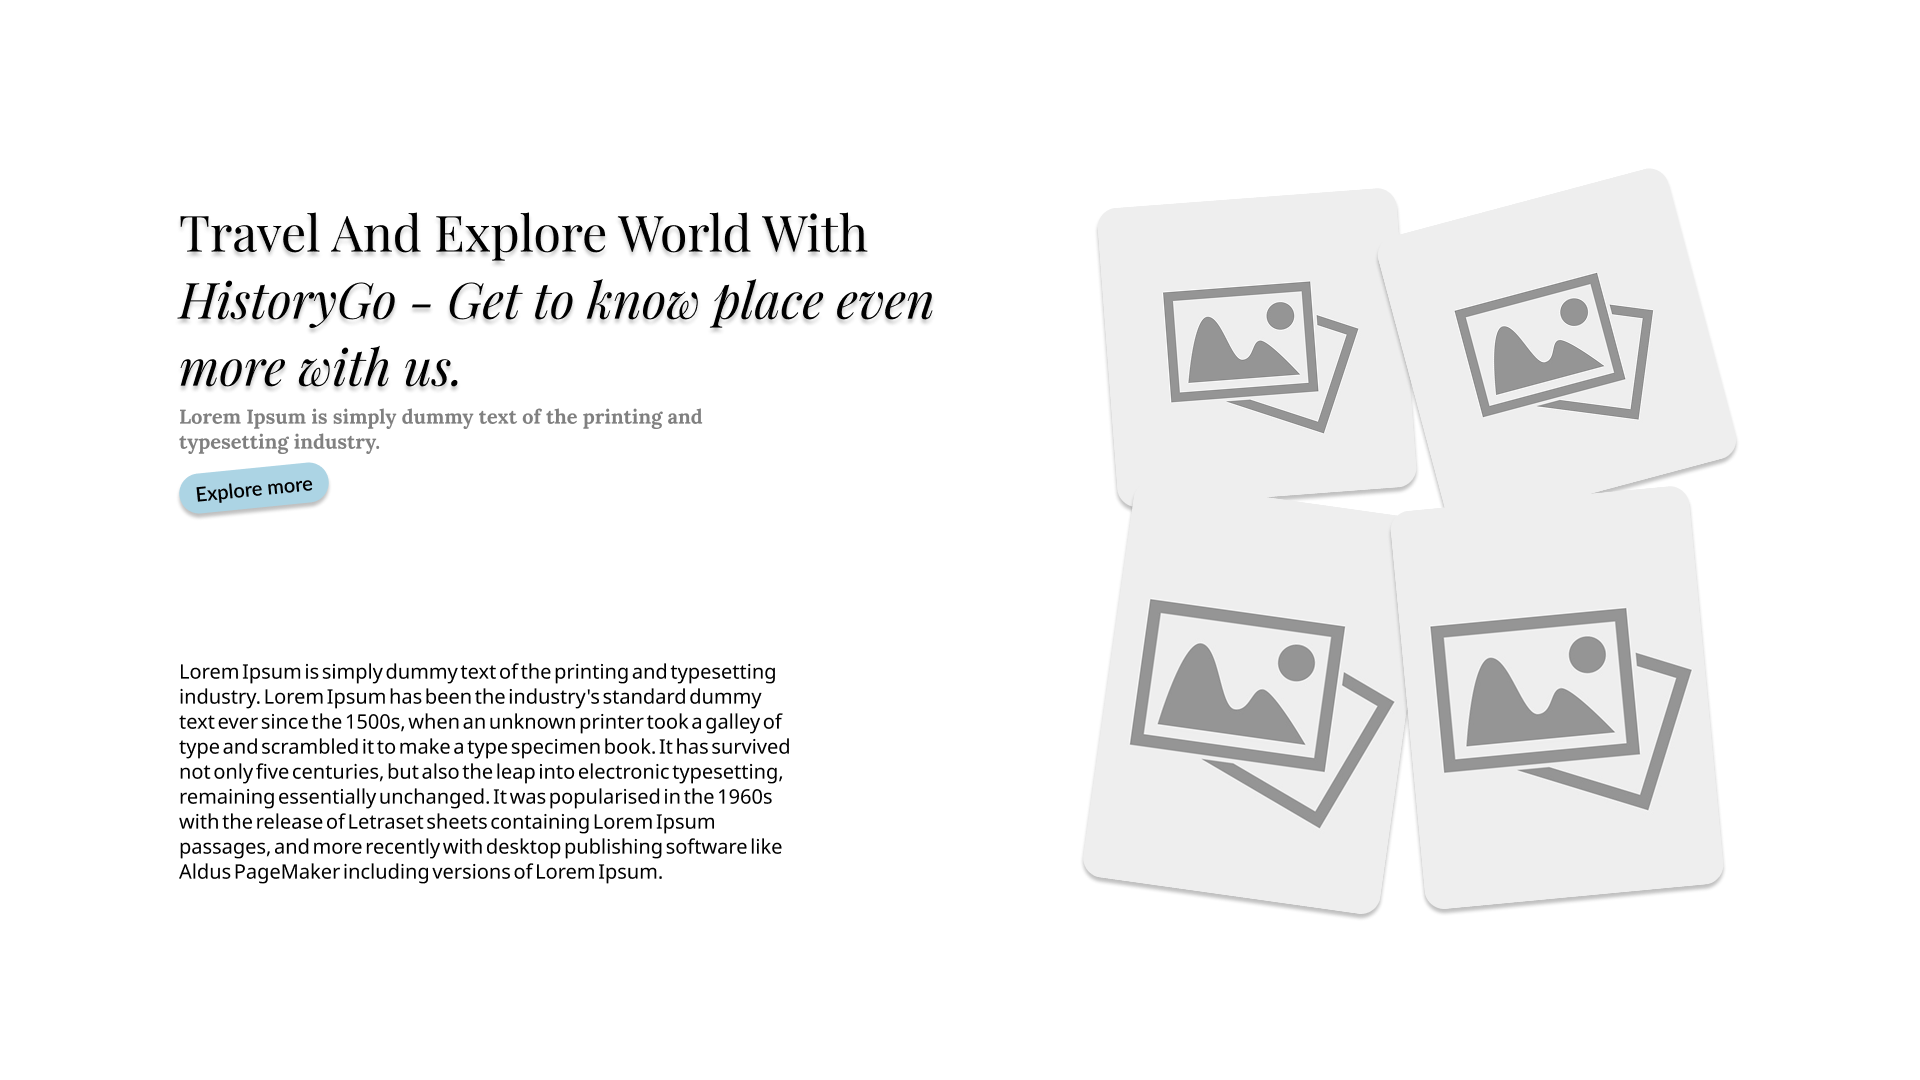 Travel And Explore World With
HistoryGo - Get to know place even
more with us.
Lorem Ipsum is simply dummy text of the printing and
typesetting industry.
Explore more
Lorem Ipsum is simply dummy text of the printing and typesetting
industry. Lorem Ipsum has been the industry's standard dummy
text ever since the 1500s, when an unknown printer took a galley of
type and scrambled it to make a type specimen book. It has survived
not only five centuries, but also the leap into electronic typesetting,
remaining essentially unchanged. It was popularised in the 1960s
with the release of Letraset sheets containing Lorem Ipsum
passages, and more recently with desktop publishing software like
Aldus PageMaker including versions of Lorem Ipsum.